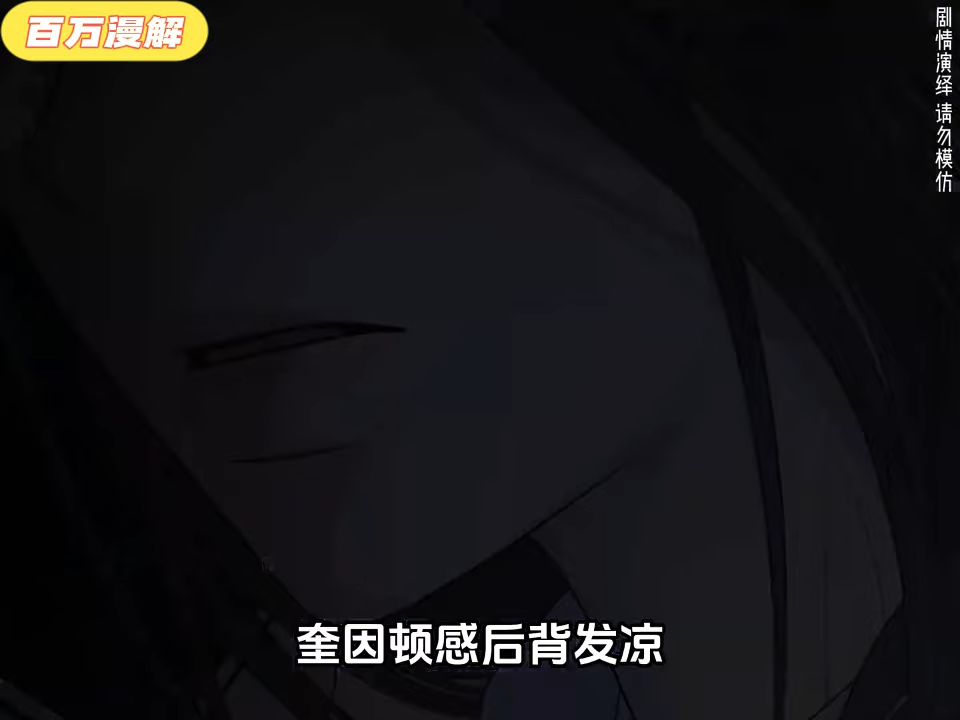 百万漫解
剧情演绎 请勿模仿
奎因顿感后背发凉